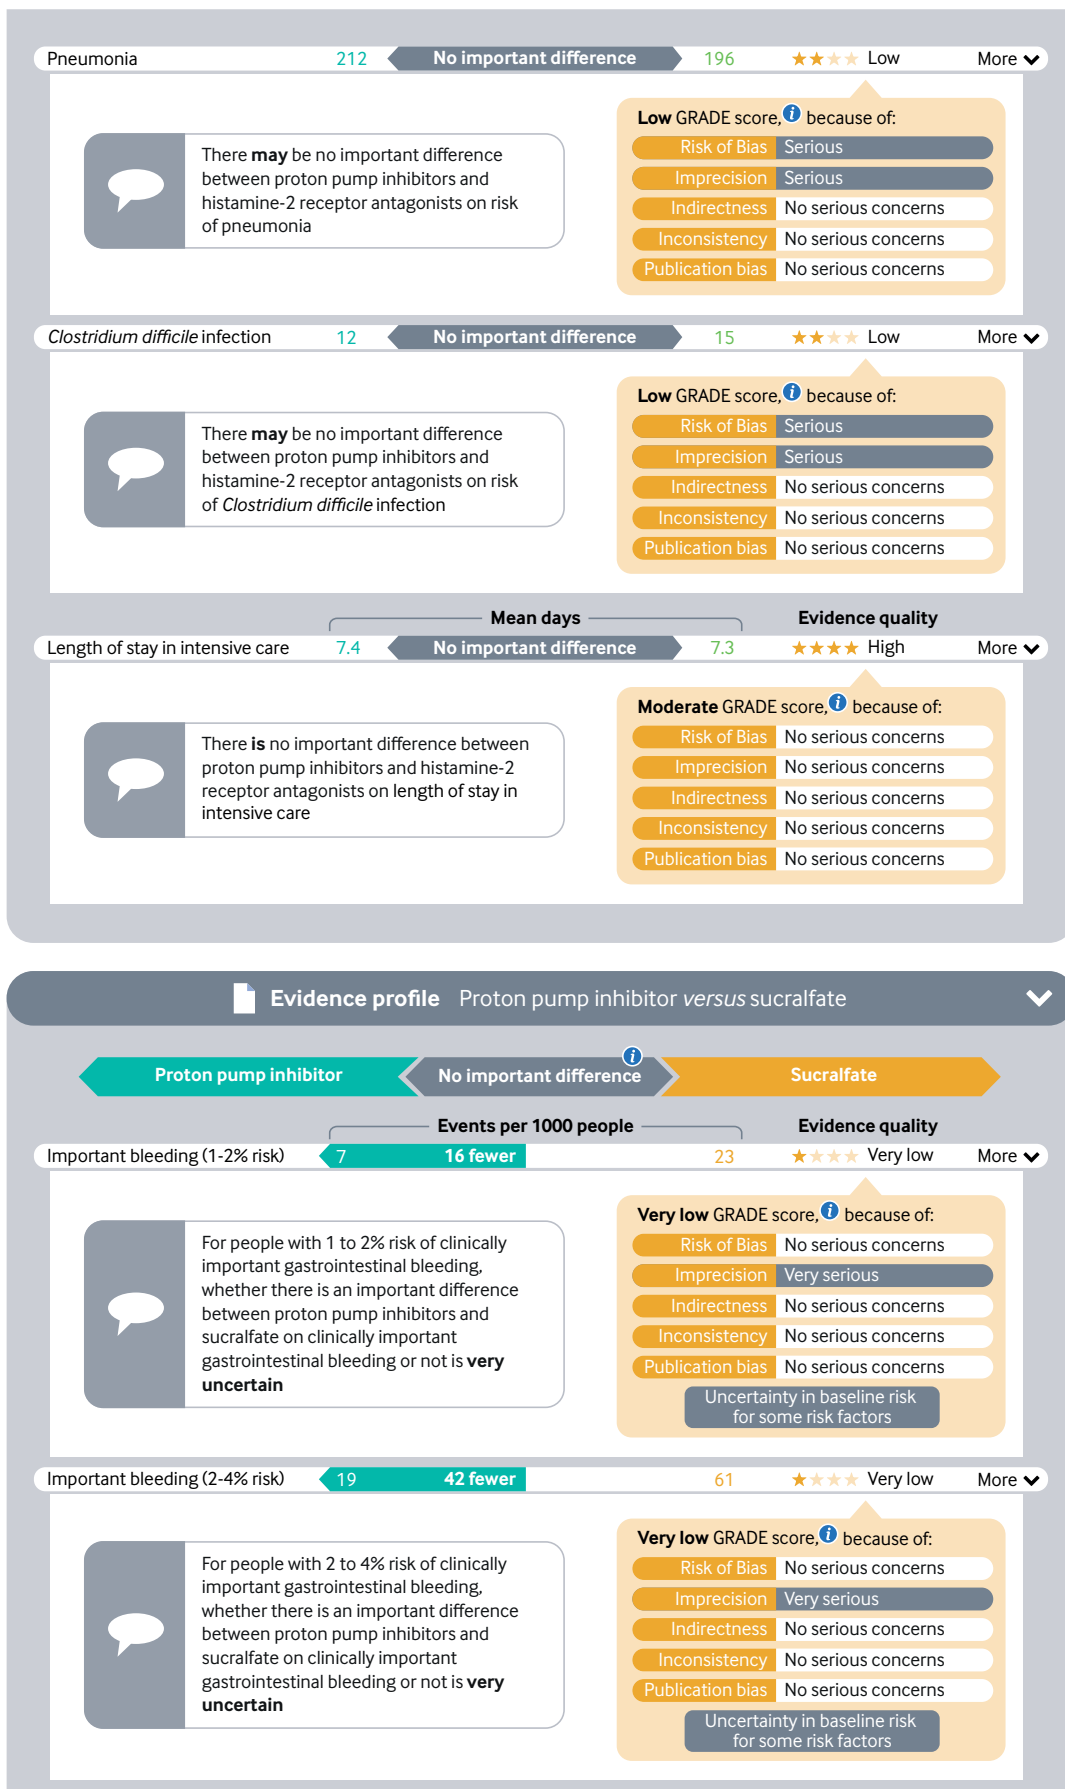 Pneumonia 212 No important difference 196 Low More
Low GRADE score, i because of:
There may be no important difference
between proton pump inhibitors and
histamine-2 receptor antagonists on risk
of pneumonia
Risk of Bias Serious
Imprecision Serious
Indirectness No serious concerns
Inconsistency No serious concerns
Publication bias No serious concerns
Clostridium difficile infection 12 No important difference 15 Low More
Low GRADE score, i because of:
There may be no important difference
between proton pump inhibitors and
histamine-2 receptor antagonists on risk
of Clostridium difficile infection
Risk of Bias Serious
Imprecision Serious
Indirectness No serious concerns
Inconsistency No serious concerns
Publication bias No serious concerns
Mean days Evidence quality
Length of stay in intensive care 7.4 No important difference 7.3 High More
Moderate GRADE score, i because of:
There is no important difference between
proton pump inhibitors and histamine-2
receptor antagonists on length of stay in
intensive care
Risk of Bias No serious concerns
Imprecision No serious concerns
Indirectness No serious concerns
Inconsistency No serious concerns
Publication bias No serious concerns
Evidence profile Proton pump inhibitor versus sucralfate
Proton pump inhibitor No important difference i Sucralfate
Events per 1000 people Evidence quality
Important bleeding (1-2% risk) 7 16 fewer 23 Very low More
Very low GRADE score, i because of:
For people with 1 to 2% risk of clinically
important gastrointestinal bleeding,
whether there is an important difference
between proton pump inhibitors and
sucralfate on clinically important
gastrointestinal bleeding or not is very
uncertain
Risk of Bias No serious concerns
Imprecision Very serious
Indirectness No serious concerns
Inconsistency No serious concerns
Publication bias No serious concerns
Uncertainty in baseline risk
for some risk factors
Important bleeding (2-4% risk) 19 42 fewer 61 Very low More
Very low GRADE score, i because of:
For people with 2 to 4% risk of clinically
important gastrointestinal bleeding,
whether there is an important difference
between proton pump inhibitors and
sucralfate on clinically important
gastrointestinal bleeding or not is very
uncertain
Risk of Bias No serious concerns
Imprecision Very serious
Indirectness No serious concerns
Inconsistency No serious concerns
Publication bias No serious concerns
Uncertainty in baseline risk
for some risk factors